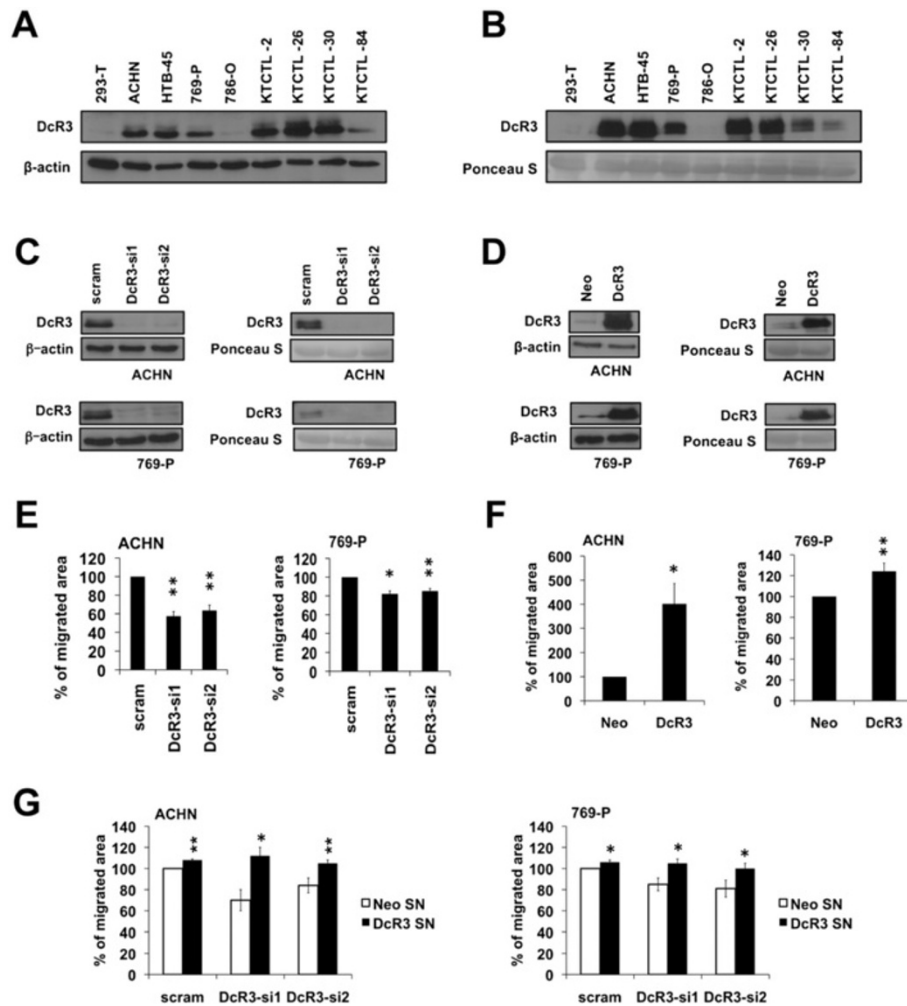 A
293-T ACHN HTB-45 769-P 786-O KTCTL -2 KTCTL -26 KTCTL -30 KTCTL -84
DcR3
β-actin
B
293-T ACHN HTB-45 769-P 786-O KTCTL -2 KTCTL -26 KTCTL -30 KTCTL -84
DcR3
Ponceau S
C
scram DcR3-si1 DcR3-si2
DcR3
β-actin
ACHN
scram DcR3-si1 DcR3-si2
DcR3
Ponceau S
ACHN
DcR3
β-actin
769-P
DcR3
Ponceau S
769-P
D
Neo DcR3
DcR3
β-actin
ACHN
Neo DcR3
DcR3
Ponceau S
ACHN
DcR3
β-actin
769-P
DcR3
Ponceau S
769-P
E
ACHN
% of migrated area
120
100
80
60
40
20
0
** **
scram DcR3-si1 DcR3-si2
769-P
% of migrated area
120
100
80
60
40
20
0
* **
scram DcR3-si1 DcR3-si2
F
ACHN
% of migrated area
600
500
400
300
200
100
*
Neo DcR3
769-P
% of migrated area
140
120
100
80
60
40
20
0
**
Neo DcR3
G
ACHN
% of migrated area
140
120
100
80
60
40
20
0
** * **
scram DcR3-si1 DcR3-si2
Neo SN
DcR3 SN
769-P
% of migrated area
140
120
100
80
60
40
20
0
* * *
scram DcR3-si1 DcR3-si2
Neo SN
DcR3 SN